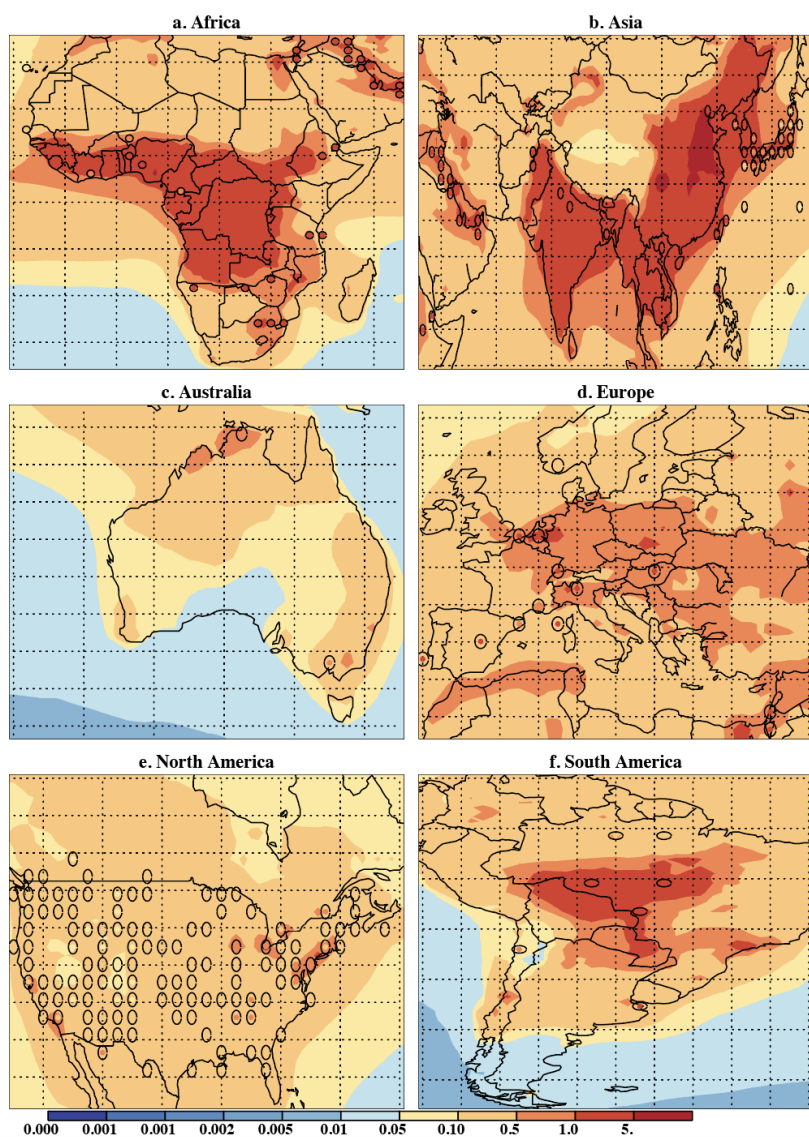 a. Africa
b. Asia
c. Australia
d. Europe
e. North America
f. South America
0.000 0.001 0.001 0.002 0.005 0.01 0.05 0.10 0.5 1.0 5.